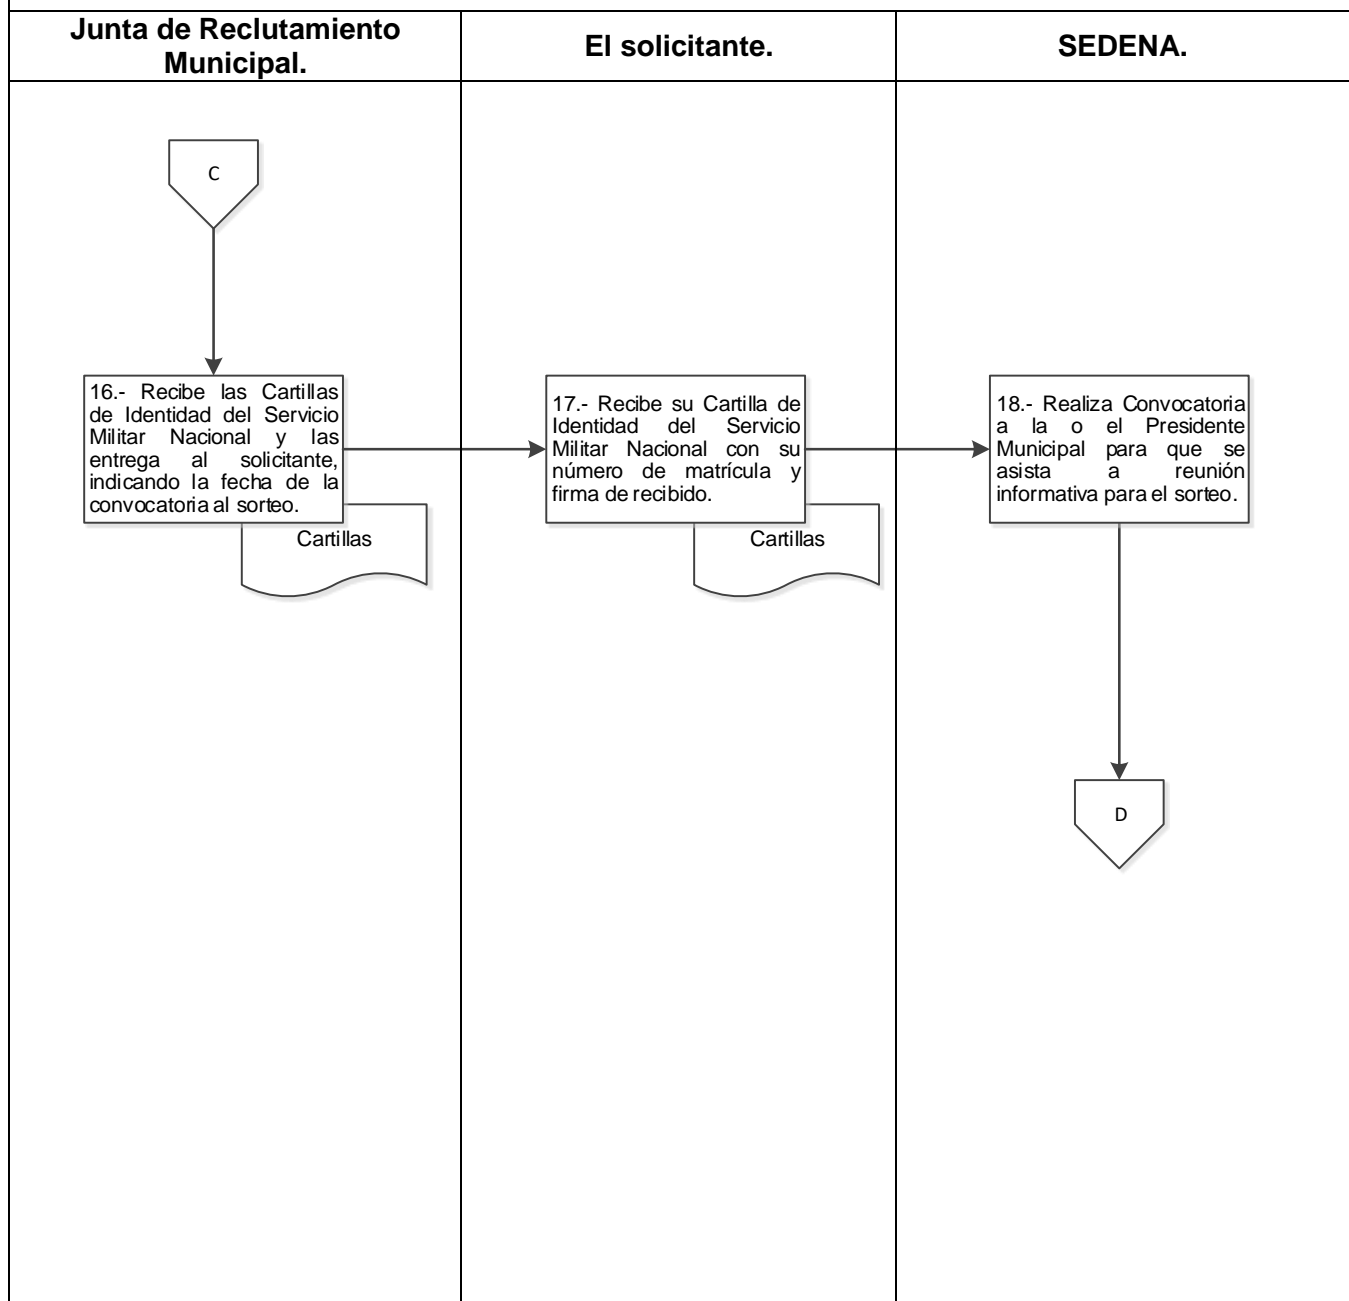 Junta de Reclutamiento
Municipal.
El solicitante.
SEDENA.
C
16.- Recibe las Cartillas
de Identidad del Servicio
Militar Nacional y las
entrega al solicitante,
indicando la fecha de la
convocatoria al sorteo.
Cartillas
17.- Recibe su Cartilla de
Identidad del Servicio
Militar Nacional con su
número de matrícula y
firma de recibido.
Cartillas
18.- Realiza Convocatoria
a la o el Presidente
Municipal para que se
asista a reunión
informativa para el sorteo.
D